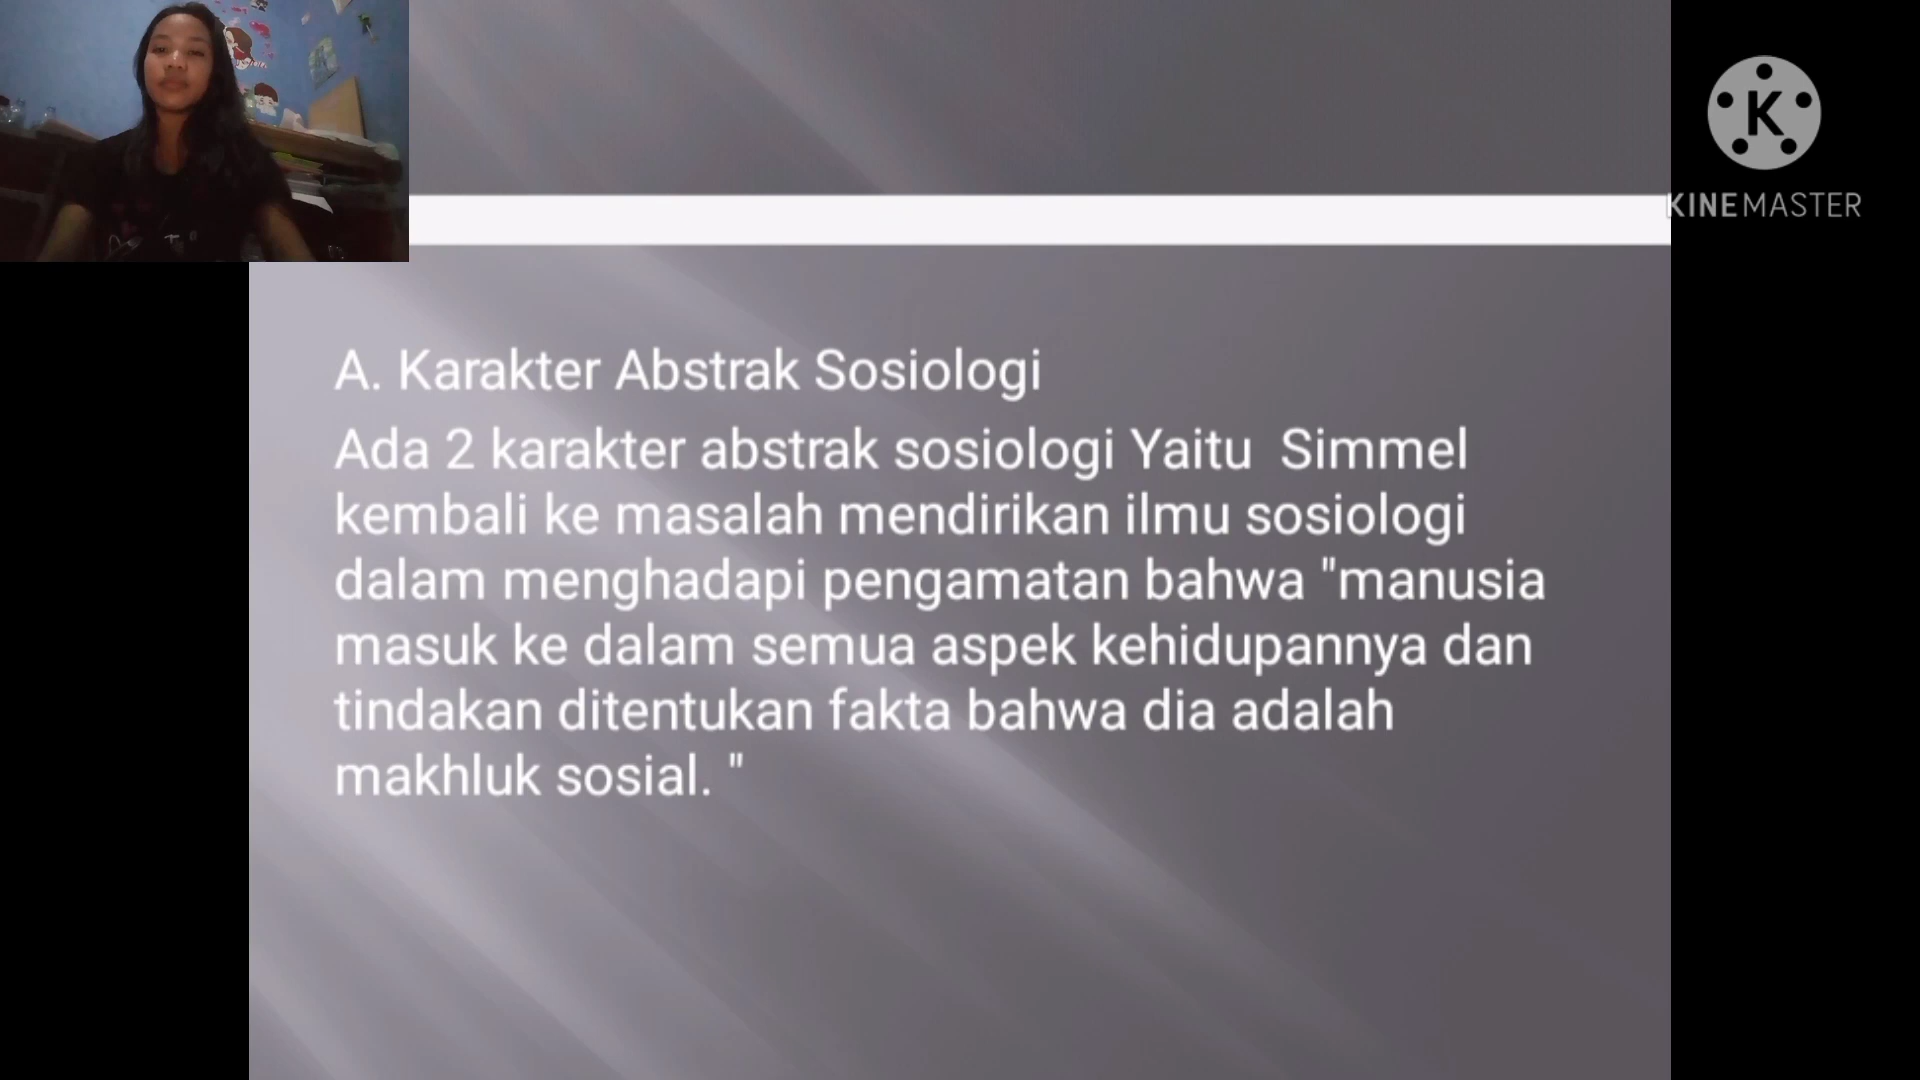 A. Karakter Abstrak Sosiologi
Ada 2 karakter abstrak sosiologi Yaitu  Simmel
kembali ke masalah mendirikan ilmu sosiologi
dalam menghadapi pengamatan bahwa "manusia
masuk ke dalam semua aspek kehidupannya dan
tindakan ditentukan fakta bahwa dia adalah
makhluk sosial. "
K
KINEMASTER